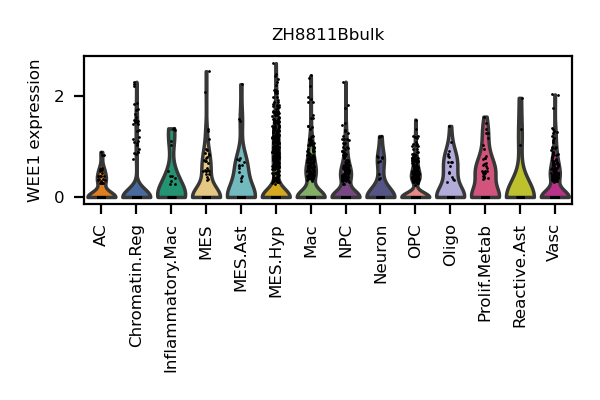 ZH8811Bbulk
WEE1 expression
2
0
AC
Chromatin.Reg
Inflammatory.Mac
MES
MES.Ast
MES.Hyp
Mac
NPC
Neuron
OPC
Oligo
Prolif.Metab
Reactive.Ast
Vasc